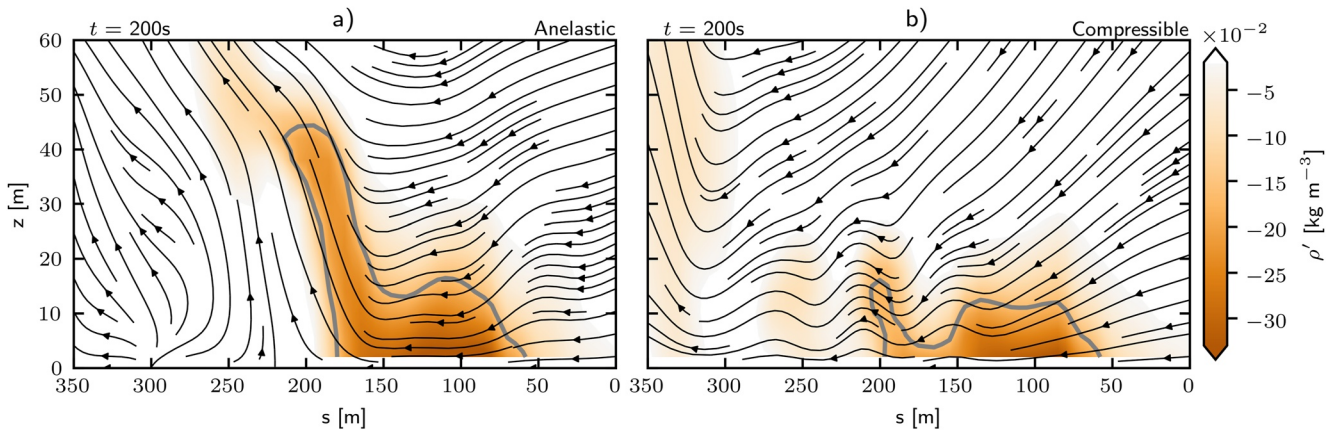 a)
t = 200s
Anelastic
60
50
40
30
20
10
0
z [m]
350 300 250 200 150 100 50 0
s [m]
b)
t = 200s
Compressible
350 300 250 200 150 100 50 0
s [m]
×10⁻²
−5
−10
−15
−20
−25
−30
ρ′ [kg m⁻³]